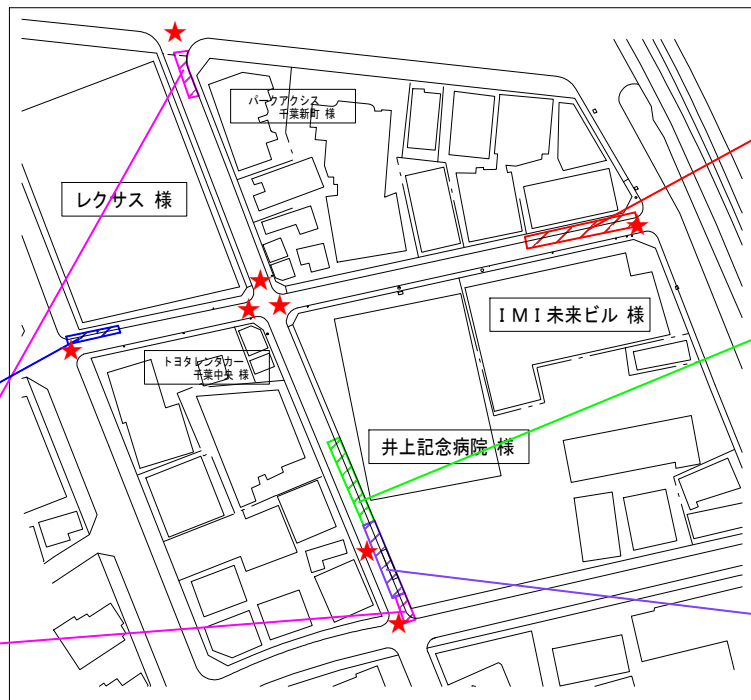 パークアクシス
千葉新町 様
レクサス 様
ＩＭＩ未来ビル 様
トヨタレンタカー
千葉中央 様
井上記念病院 様